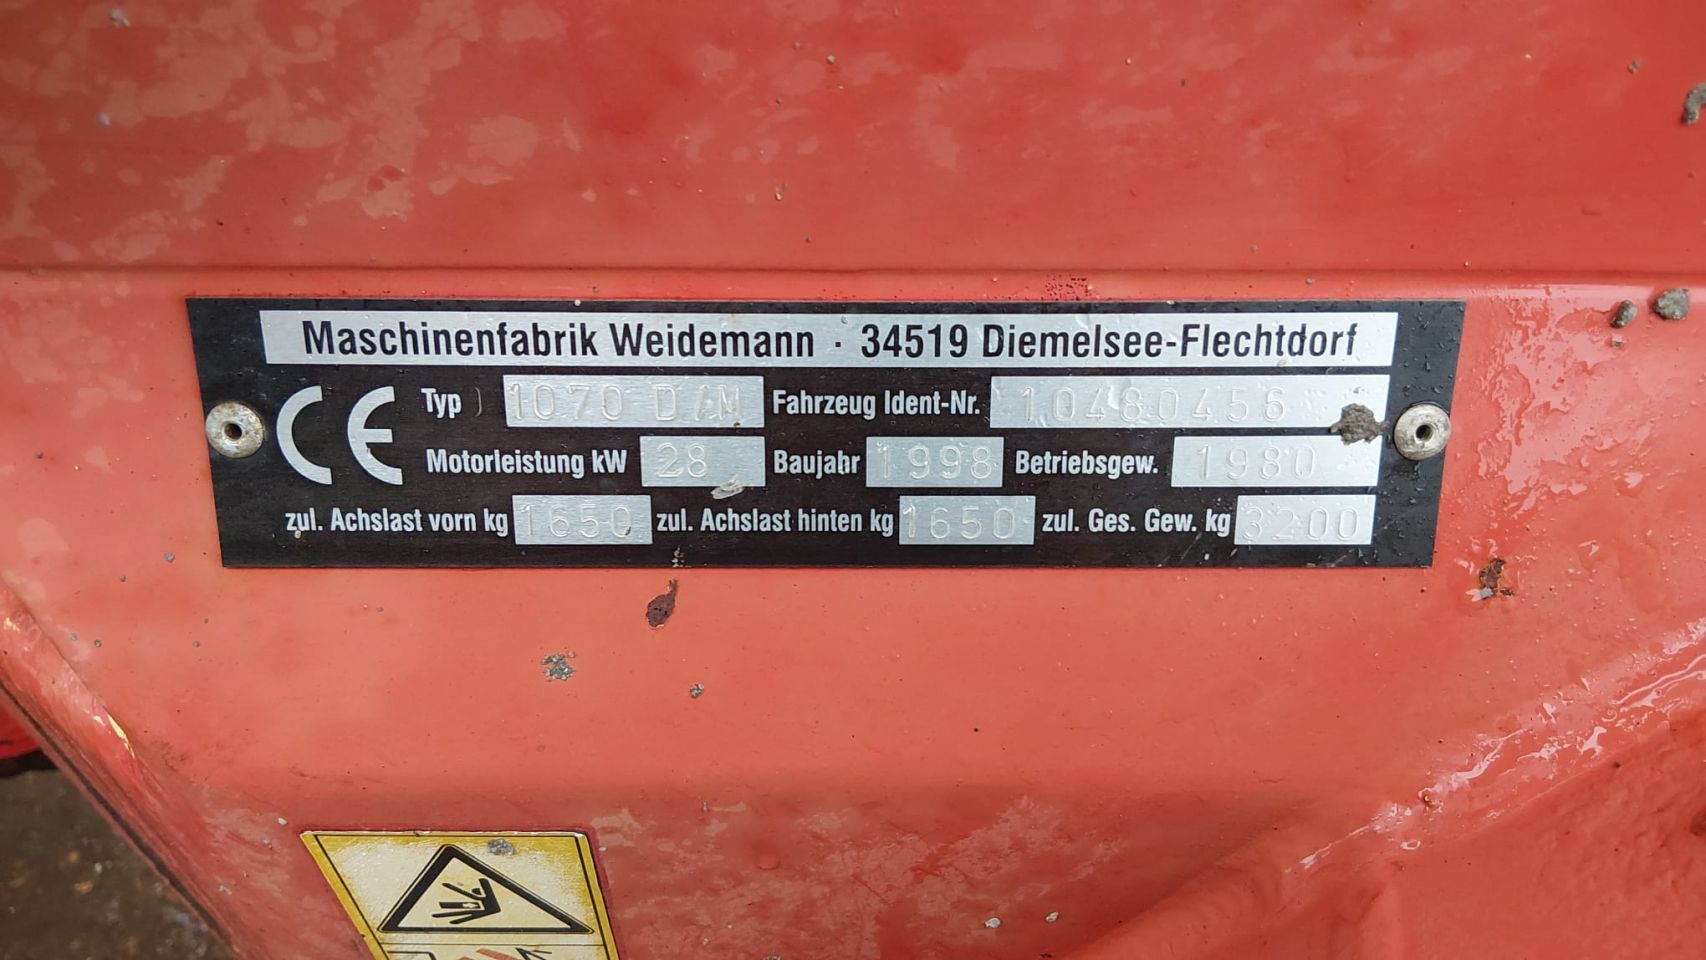 Maschinenfabrik Weidemann · 34519 Diemelsee-Flechtdorf
CE Typ 1070 D/M Fahrzeug Ident-Nr. 10480456
Motorleistung kW 28 Baujahr 1998 Betriebsgew. 1980
zul. Achslast vorn kg 1650 zul. Achslast hinten kg 1650 zul. Ges. Gew. kg 3200